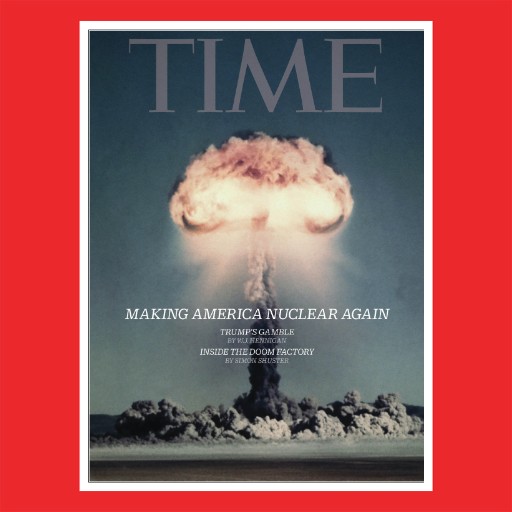 TIME
MAKING AMERICA NUCLEAR AGAIN
TRUMP'S GAMBLE
BY W.J. HENNIGAN
INSIDE THE DOOM FACTORY
BY SIMON SHUSTER